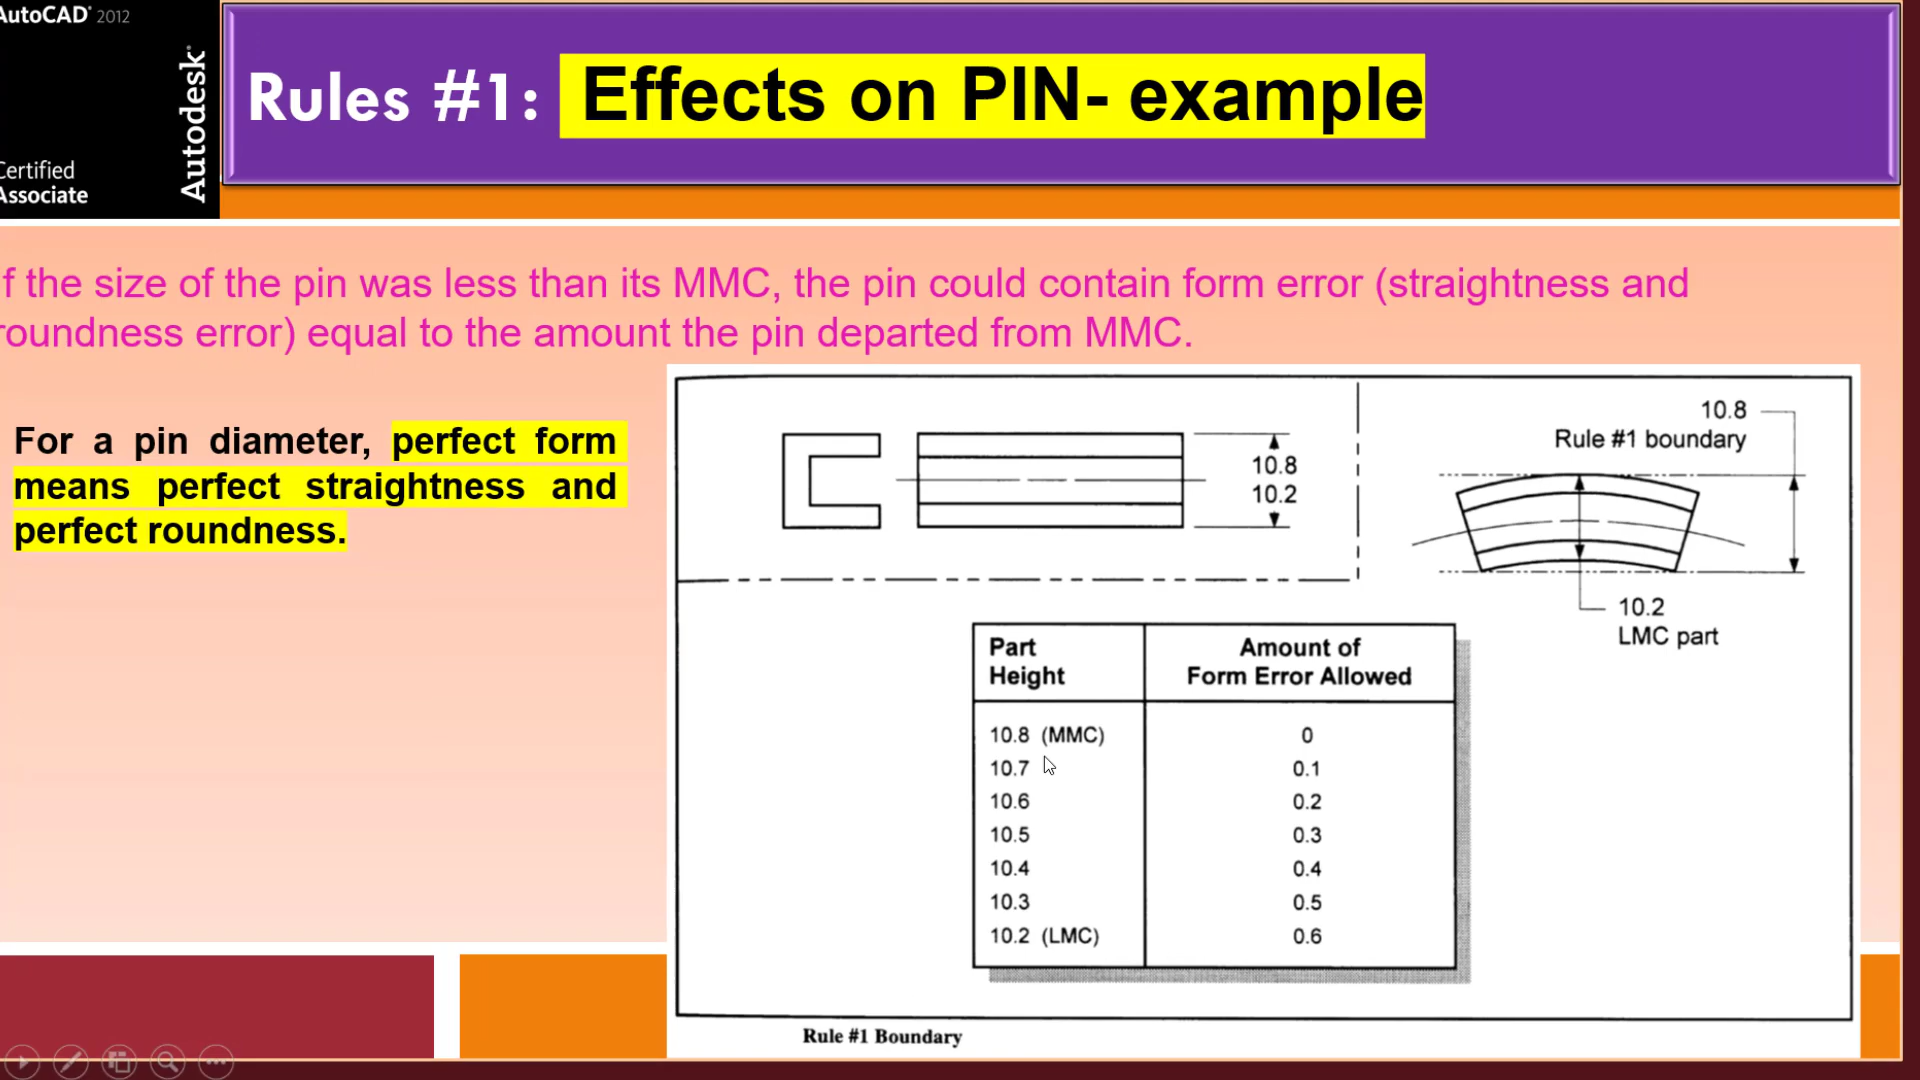 AutoCAD 2012
Autodesk
Certified
Associate
Rules #1: Effects on PIN- example
f the size of the pin was less than its MMC, the pin could contain form error (straightness and
roundness error) equal to the amount the pin departed from MMC.
For a pin diameter, perfect form
means perfect straightness and
perfect roundness.
10.8
10.2
10.8
Rule #1 boundary
10.2
LMC part
Part Height | Amount of Form Error Allowed
10.8 (MMC) 0
10.7 0.1
10.6 0.2
10.5 0.3
10.4 0.4
10.3 0.5
10.2 (LMC) 0.6
Rule #1 Boundary